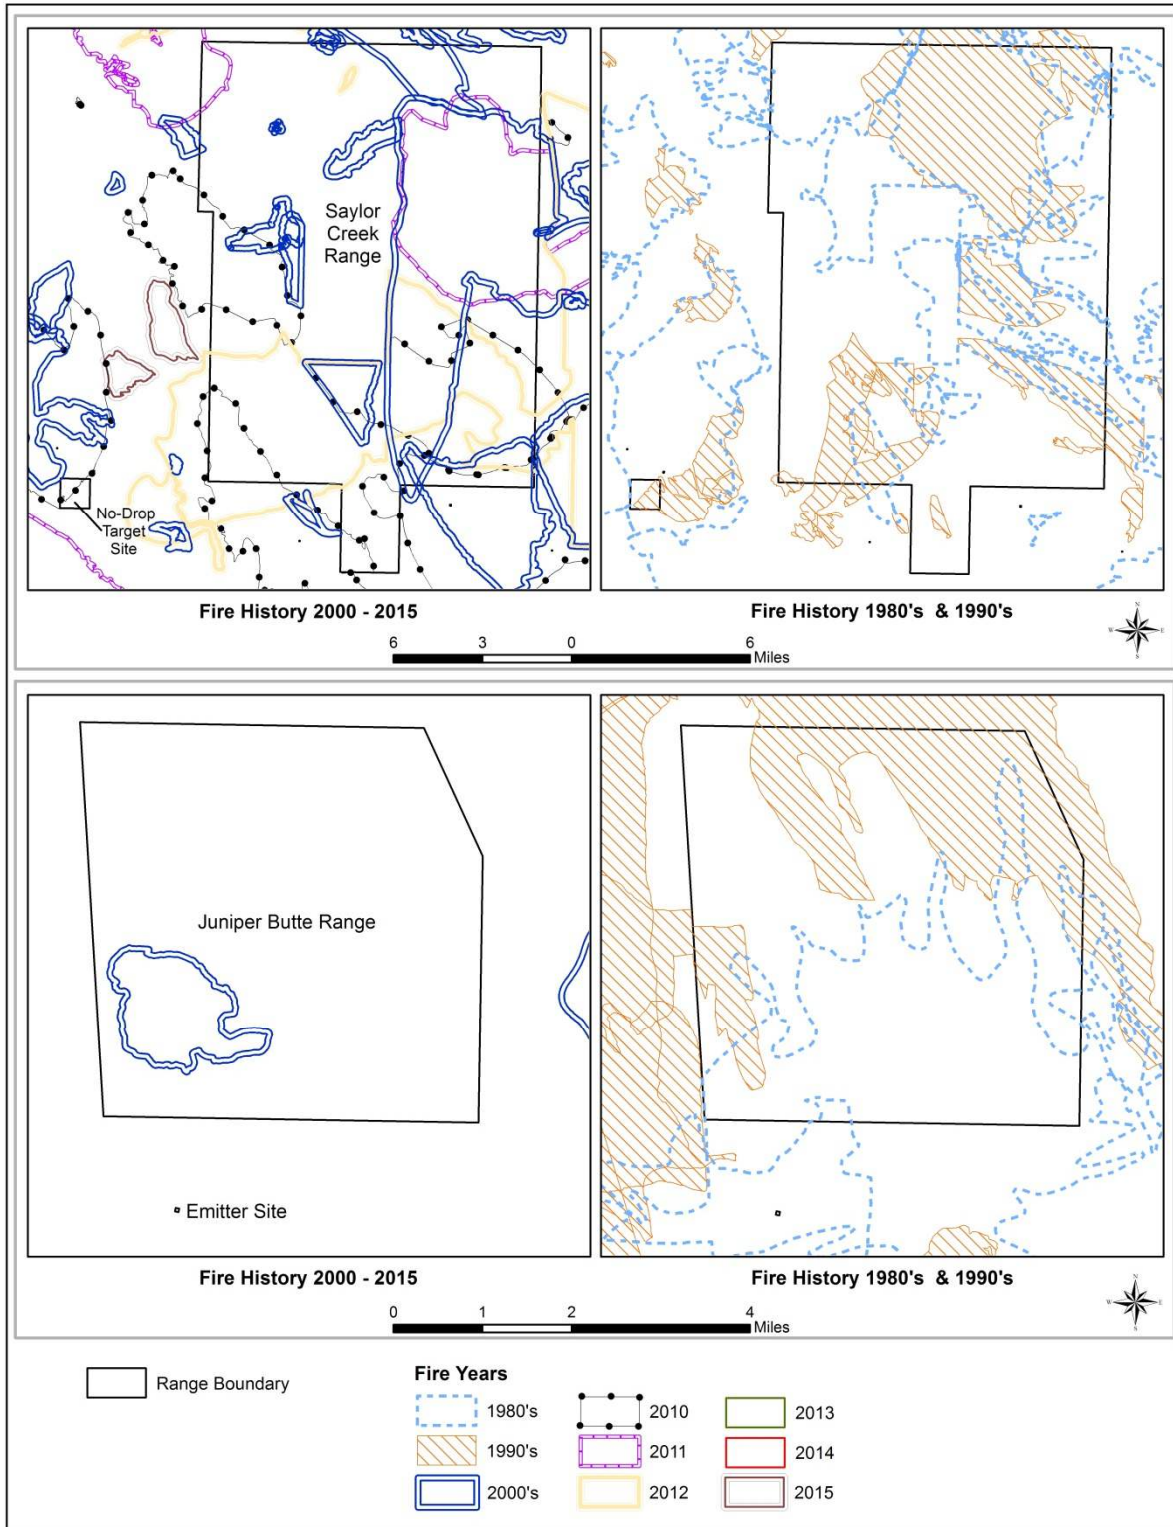 Saylor
Creek
Range
No-Drop
Target
Site
Fire History 2000 - 2015
Fire History 1980's & 1990's
6 3 0 6
Miles
Juniper Butte Range
Emitter Site
Fire History 2000 - 2015
Fire History 1980's & 1990's
0 1 2 4
Miles
Range Boundary
Fire Years
1980's
1990's
2000's
2010
2011
2012
2013
2014
2015